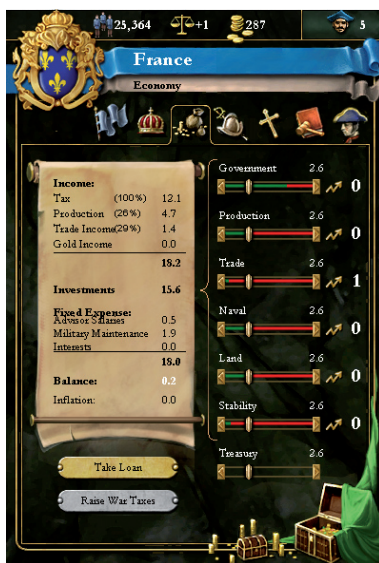 25,364 +1 287 5
France
Economy
Income:
Tax (100%) 12.1
Production (26%) 4.7
Trade Income(29%) 1.4
Gold Income 0.0
18.2
Investments 15.6
Fixed Expense:
Advisor Salaries 0.5
Military Maintenance 1.9
Interests 0.0
18.0
Balance: 0.2
Inflation: 0.0
Take Loan
Raise War Taxes
Government 2.6
0
Production 2.6
0
Trade 2.6
1
Naval 2.6
0
Land 2.6
0
Stability 2.6
0
Treasury 2.6